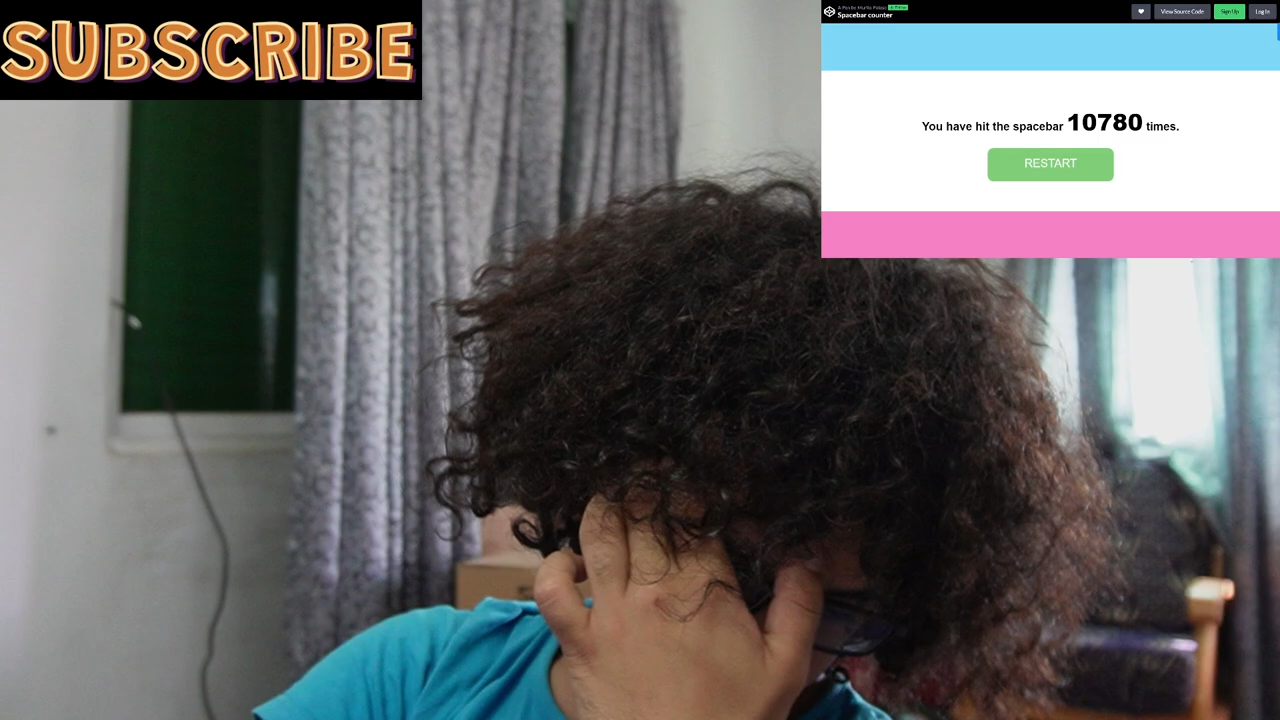 SUBSCRIBE
Spacebar counter
View Source Code
Sign Up
Log In
You have hit the spacebar 10780 times.
RESTART